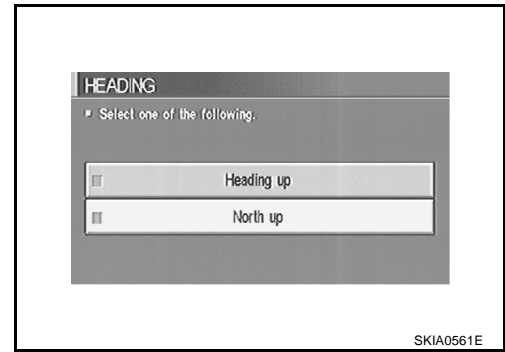 HEADING
Select one of the following.
Heading up
North up
SKIA0561E